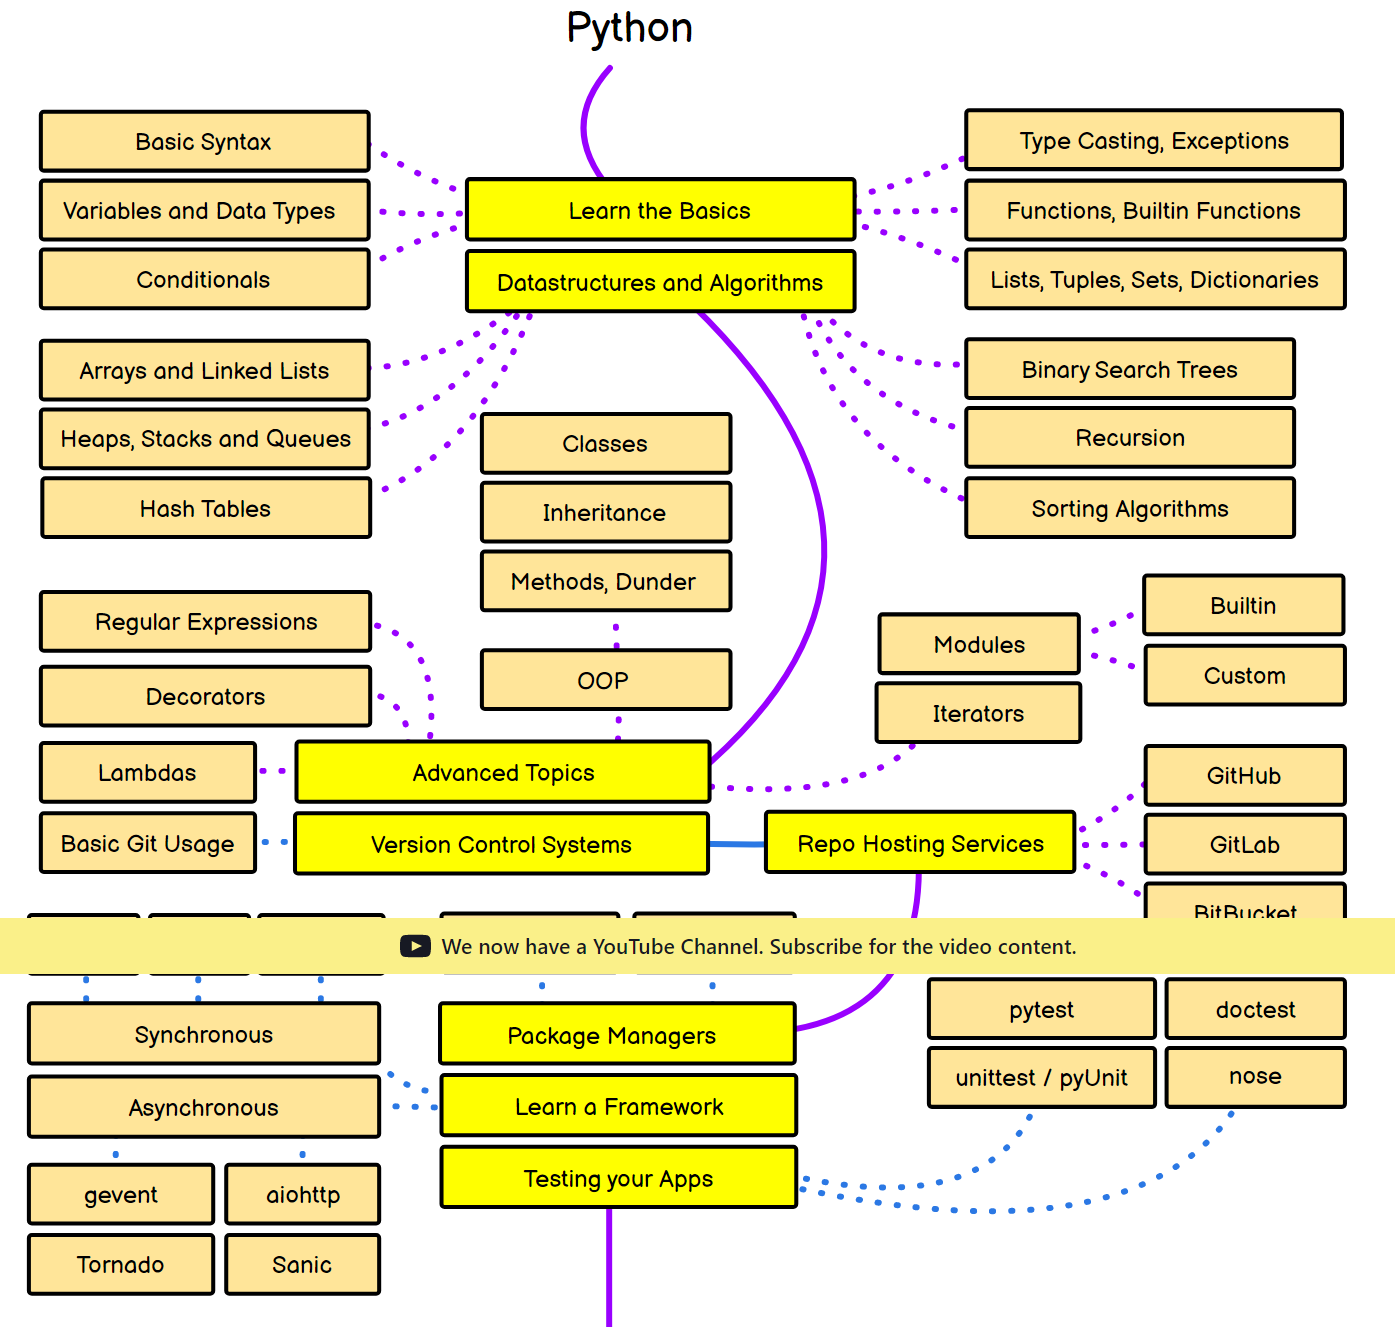 Python
Basic Syntax
Variables and Data Types
Conditionals
Learn the Basics
Datastructures and Algorithms
Type Casting, Exceptions
Functions, Builtin Functions
Lists, Tuples, Sets, Dictionaries
Arrays and Linked Lists
Heaps, Stacks and Queues
Hash Tables
Binary Search Trees
Recursion
Sorting Algorithms
Classes
Inheritance
Methods, Dunder
OOP
Regular Expressions
Decorators
Lambdas
Advanced Topics
Modules
Iterators
Builtin
Custom
Basic Git Usage
Version Control Systems
Repo Hosting Services
GitHub
GitLab
BitBucket
We now have a YouTube Channel. Subscribe for the video content.
Synchronous
Asynchronous
gevent
aiohttp
Tornado
Sanic
Package Managers
Learn a Framework
Testing your Apps
pytest
doctest
unittest / pyUnit
nose